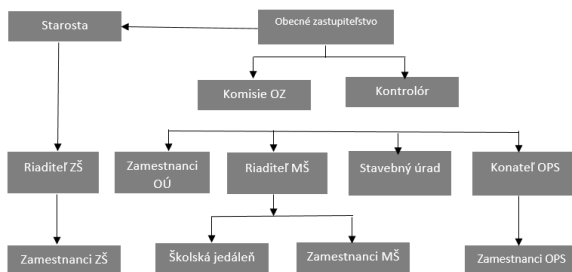 Starosta
Obecné zastupiteľstvo
Komisie OZ
Kontrolór
Riaditeľ ZŠ
Zamestnanci
OÚ
Riaditeľ MŠ
Stavebný úrad
Konateľ OPS
Zamestnanci ZŠ
Školská jedáleň
Zamestnanci MŠ
Zamestnanci OPS